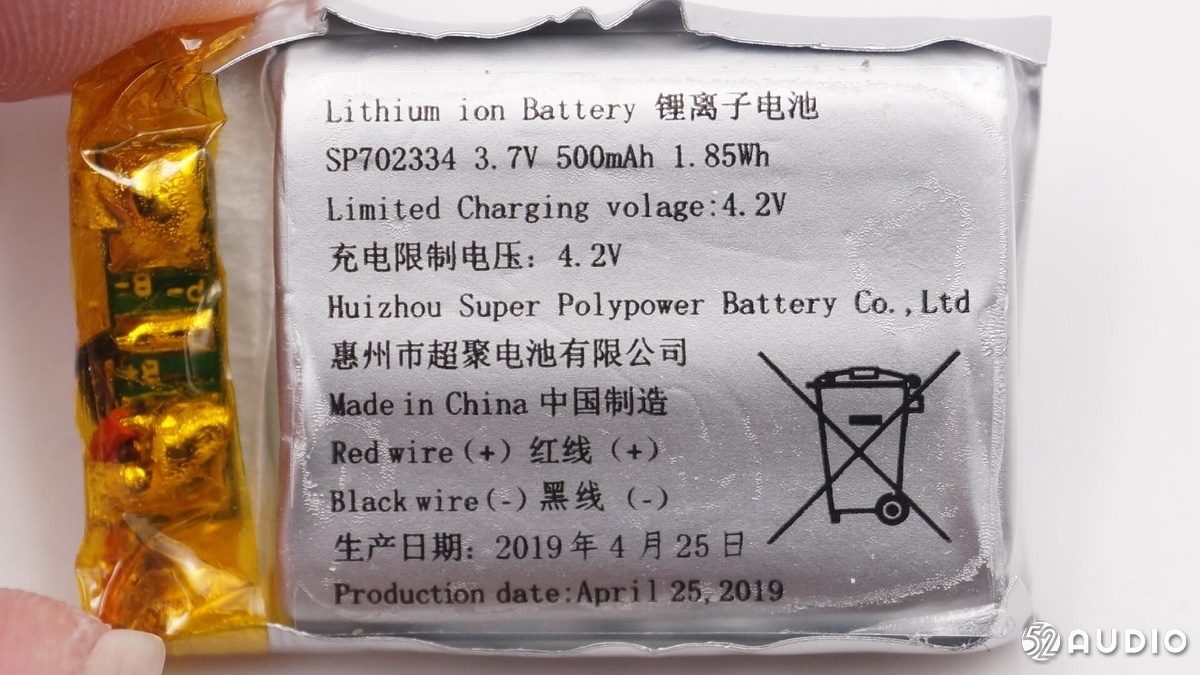 Lithium ion Battery 锂离子电池
SP702334 3.7V 500mAh 1.85Wh
Limited Charging volage:4.2V
充电限制电压：4.2V
Huizhou Super Polypower Battery Co.,Ltd
惠州市超聚电池有限公司
Made in China 中国制造
Red wire(+) 红线（+）
Black wire(-) 黑线（-）
生产日期：2019年4月25日
Production date:April 25,2019
P- B-
B+
52 AUDIO